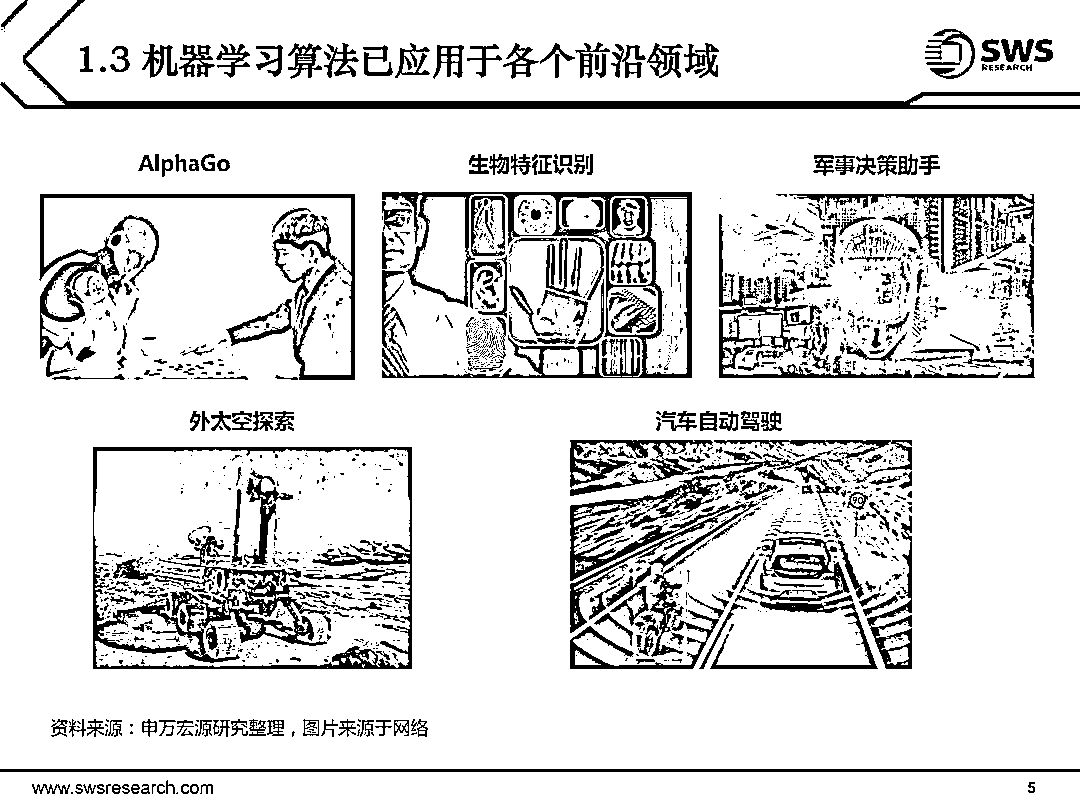 1.3 机器学习算法已应用于各个前沿领域
SWS
RESEARCH
AlphaGo
生物特征识别
军事决策助手
外太空探索
汽车自动驾驶
90
资料来源：申万宏源研究整理，图片来源于网络
www.swsresearch.com
5